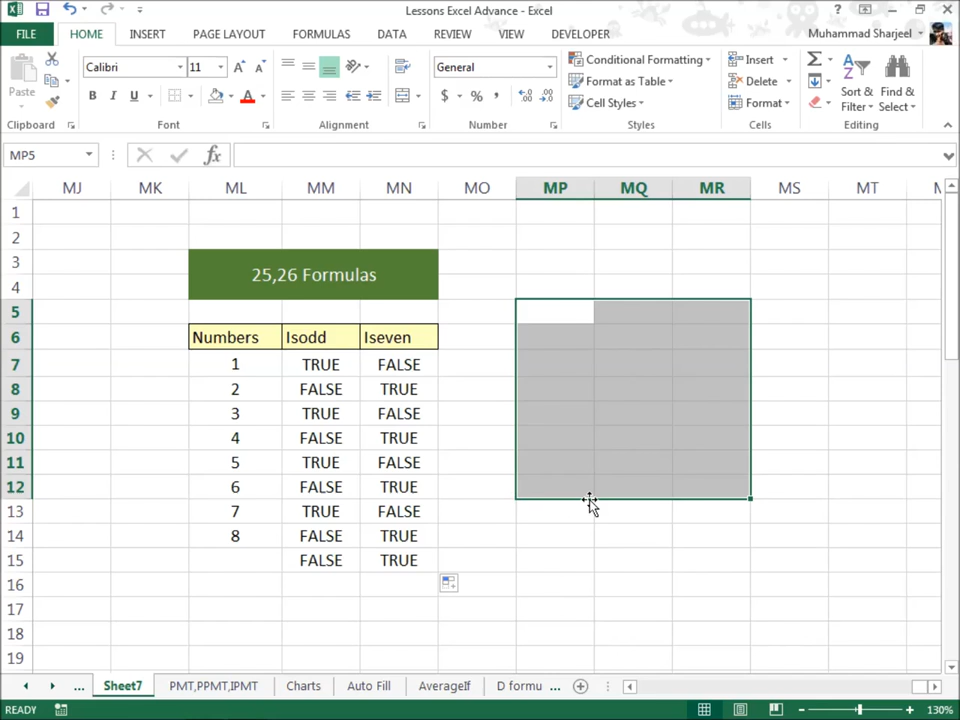 Lessons Excel Advance - Excel
FILE HOME INSERT PAGE LAYOUT FORMULAS DATA REVIEW VIEW DEVELOPER Muhammad Sharjeel
Paste Calibri 11 General Conditional Formatting Insert
B I U A $ % , Format as Table Delete Sort & Find &
Cell Styles Format Filter Select
Clipboard Font Alignment Number Styles Cells Editing
MP5 fx
MJ MK ML MM MN MO MP MQ MR MS MT
1
2
3
25,26 Formulas
4
5
6 Numbers Isodd Iseven
7 1 TRUE FALSE
8 2 FALSE TRUE
9 3 TRUE FALSE
10 4 FALSE TRUE
11 5 TRUE FALSE
12 6 FALSE TRUE
13 7 TRUE FALSE
14 8 FALSE TRUE
15 FALSE TRUE
16
17
18
19
... Sheet7 PMT,PPMT,IPMT Charts Auto Fill AverageIf D formu ...
READY 130%